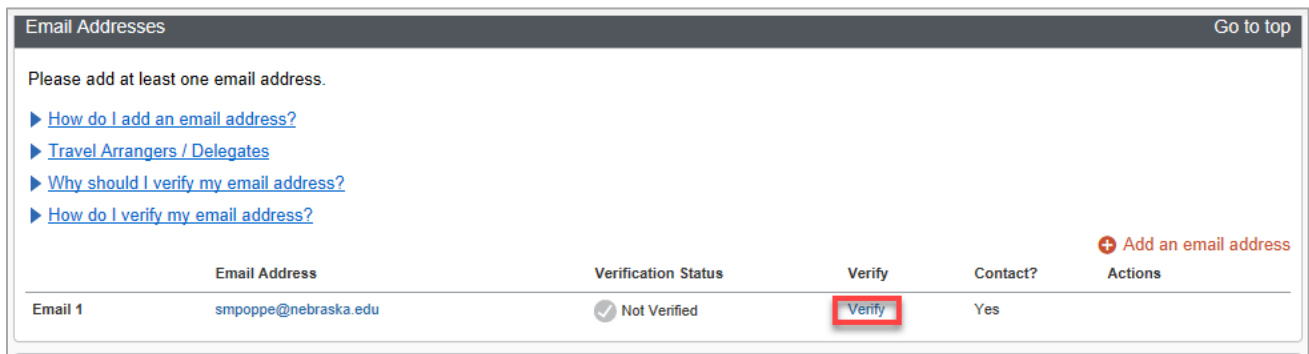 Email Addresses Go to top
Please add at least one email address.
How do I add an email address?
Travel Arrangers / Delegates
Why should I verify my email address?
How do I verify my email address?
Add an email address
Email Address Verification Status Verify Contact? Actions
Email 1 smpoppe@nebraska.edu Not Verified Verify Yes